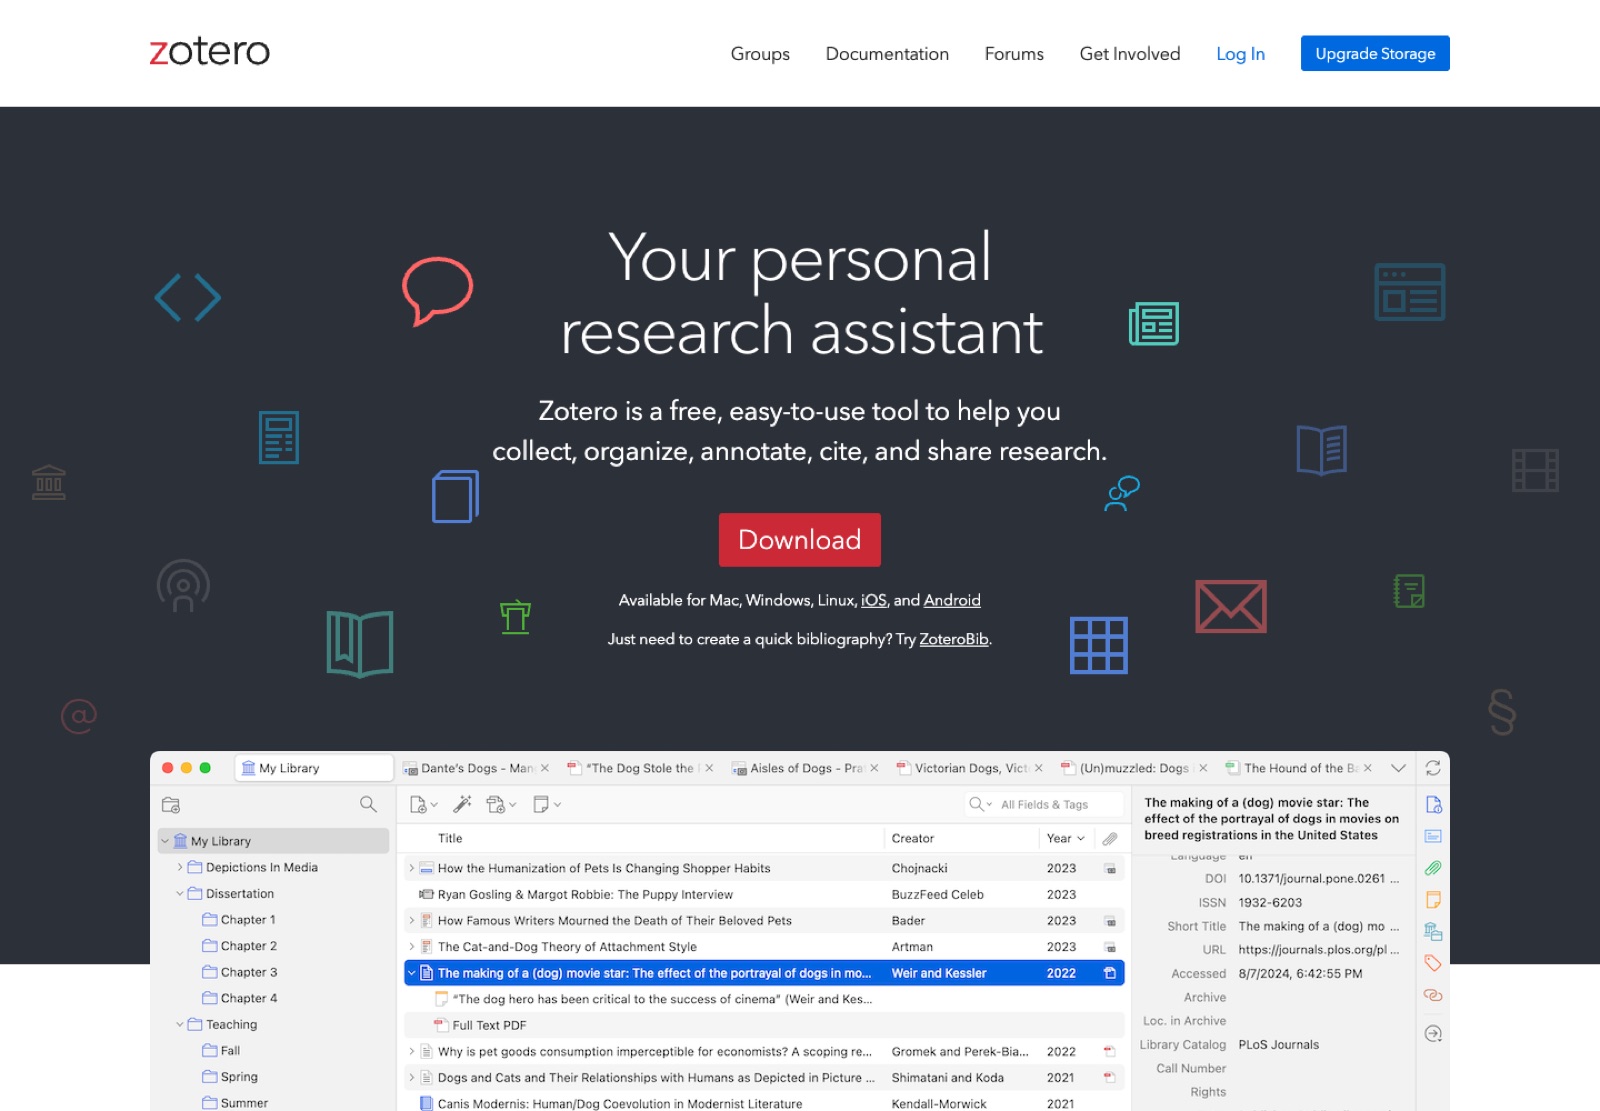 zotero
Groups
Documentation
Forums
Get Involved
Log In
Upgrade Storage
Your personal
research assistant
Zotero is a free, easy-to-use tool to help you
collect, organize, annotate, cite, and share research.
Download
Available for Mac, Windows, Linux, iOS, and Android
Just need to create a quick bibliography? Try ZoteroBib.
My Library
Dante's Dogs - Man
"The Dog Stole the
Aisles of Dogs - Pra
Victorian Dogs, Vict
(Un)muzzled: Dogs
The Hound of the Ba
All Fields & Tags
My Library
Depictions In Media
Dissertation
Chapter 1
Chapter 2
Chapter 3
Chapter 4
Teaching
Fall
Spring
Summer
Title Creator Year
How the Humanization of Pets Is Changing Shopper Habits Chojnacki 2023
Ryan Gosling & Margot Robbie: The Puppy Interview BuzzFeed Celeb 2023
How Famous Writers Mourned the Death of Their Beloved Pets Bader 2023
The Cat-and-Dog Theory of Attachment Style Artman 2023
The making of a (dog) movie star: The effect of the portrayal of dogs in mo... Weir and Kessler 2022
"The dog hero has been critical to the success of cinema" (Weir and Kes...
Full Text PDF
Why is pet goods consumption imperceptible for economists? A scoping re... Gromek and Perek-Bia... 2022
Dogs and Cats and Their Relationships with Humans as Depicted in Picture ... Shimatani and Koda 2021
Canis Modernis: Human/Dog Coevolution in Modernist Literature Kendall-Morwick 2021
The making of a (dog) movie star: The
effect of the portrayal of dogs in movies on
breed registrations in the United States
Language en
DOI 10.1371/journal.pone.0261 ...
ISSN 1932-6203
Short Title The making of a (dog) mo ...
URL https://journals.plos.org/pl ...
Accessed 8/7/2024, 6:42:55 PM
Archive
Loc. in Archive
Library Catalog PLoS Journals
Call Number
Rights